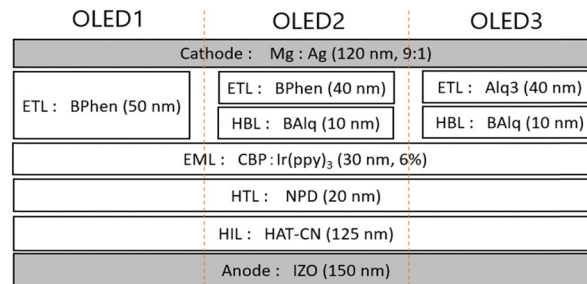 OLED1 OLED2 OLED3
Cathode : Mg : Ag (120 nm, 9:1)
ETL : BPhen (50 nm)
ETL : BPhen (40 nm)
HBL : BAlq (10 nm)
ETL : Alq3 (40 nm)
HBL : BAlq (10 nm)
EML : CBP : Ir(ppy)₃ (30 nm, 6%)
HTL : NPD (20 nm)
HIL : HAT-CN (125 nm)
Anode : IZO (150 nm)